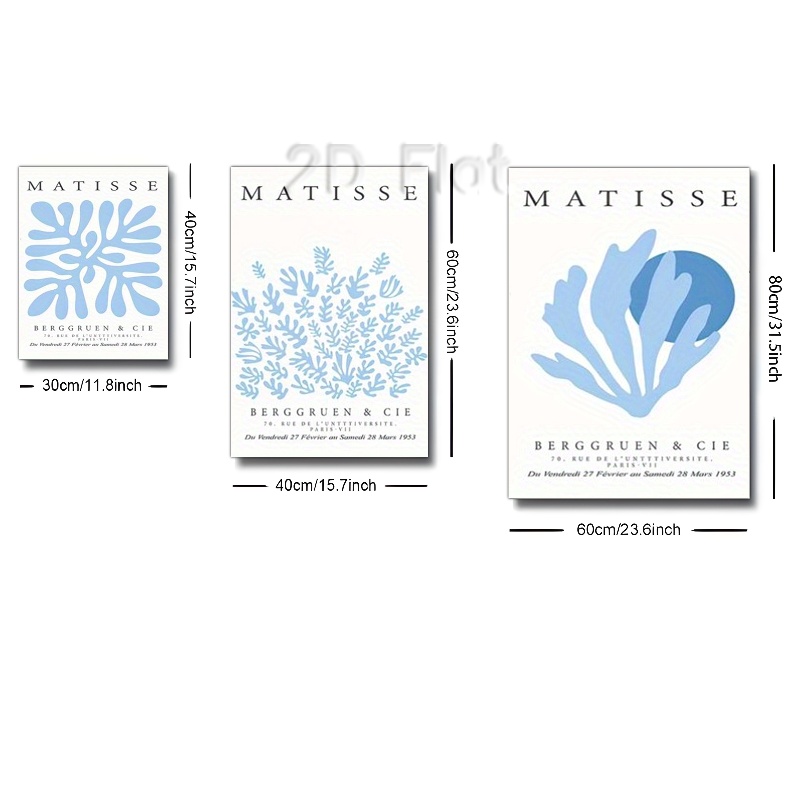 2D Flat
MATISSE
BERGGRUEN & CIE
70, RUE DE L'UNTTTIVERSITE,
PARIS-VII
Du Vendredi 27 Février au Samedi 28 Mars 1953
40cm/15.7inch
30cm/11.8inch
MATISSE
BERGGRUEN & CIE
70, RUE DE L'UNTTTIVERSITE,
PARIS-VII
Du Vendredi 27 Février au Samedi 28 Mars 1953
60cm/23.6inch
40cm/15.7inch
MATISSE
BERGGRUEN & CIE
70, RUE DE L'UNTTTIVERSITE,
PARIS-VII
Du Vendredi 27 Février au Samedi 28 Mars 1953
80cm/31.5inch
60cm/23.6inch